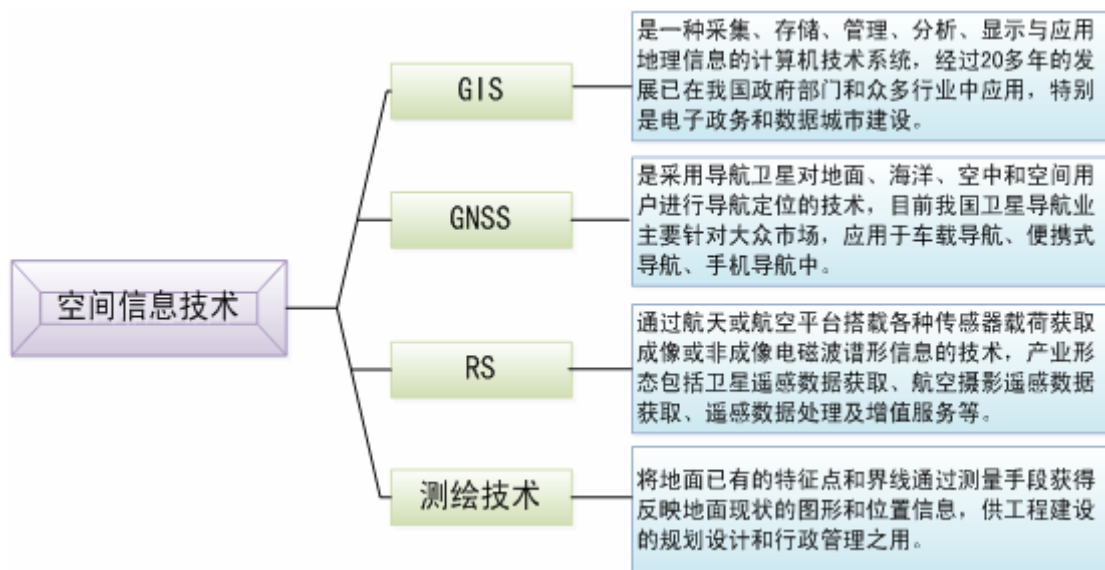 空间信息技术
GIS
是一种采集、存储、管理、分析、显示与应用
地理信息的计算机技术系统，经过20多年的发
展已在我国政府部门和众多行业中应用，特别
是电子政务和数据城市建设。
GNSS
是采用导航卫星对地面、海洋、空中和空间用
户进行导航定位的技术，目前我国卫星导航业
主要针对大众市场，应用于车载导航、便携式
导航、手机导航中。
RS
通过航天或航空平台搭载各种传感器载荷获取
成像或非成像电磁波谱形信息的技术，产业形
态包括卫星遥感数据获取、航空摄影遥感数据
获取、遥感数据处理及增值服务等。
测绘技术
将地面已有的特征点和界线通过测量手段获得
反映地面现状的图形和位置信息，供工程建设
的规划设计和行政管理之用。